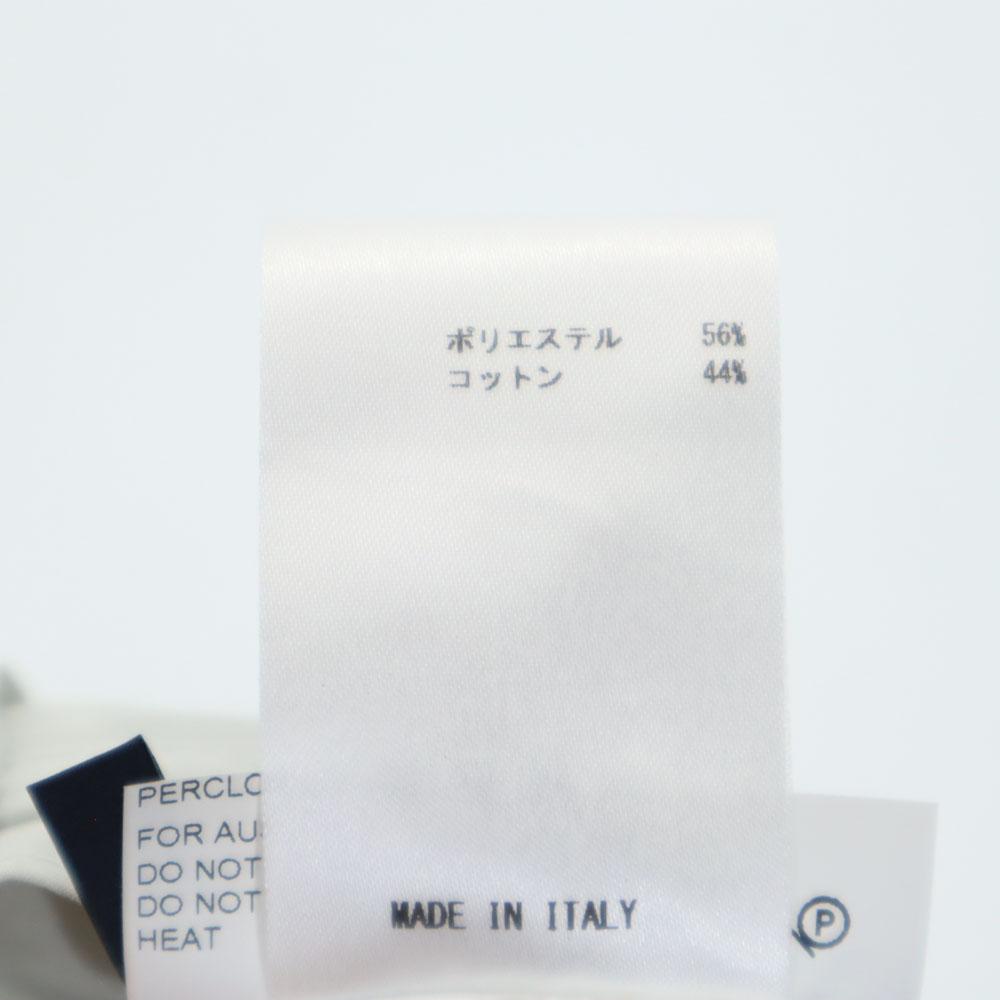 ポリエステル 56%
コットン 44%
PERCLO
FOR AUS
DO NOT
DO NOT
HEAT
MADE IN ITALY
P